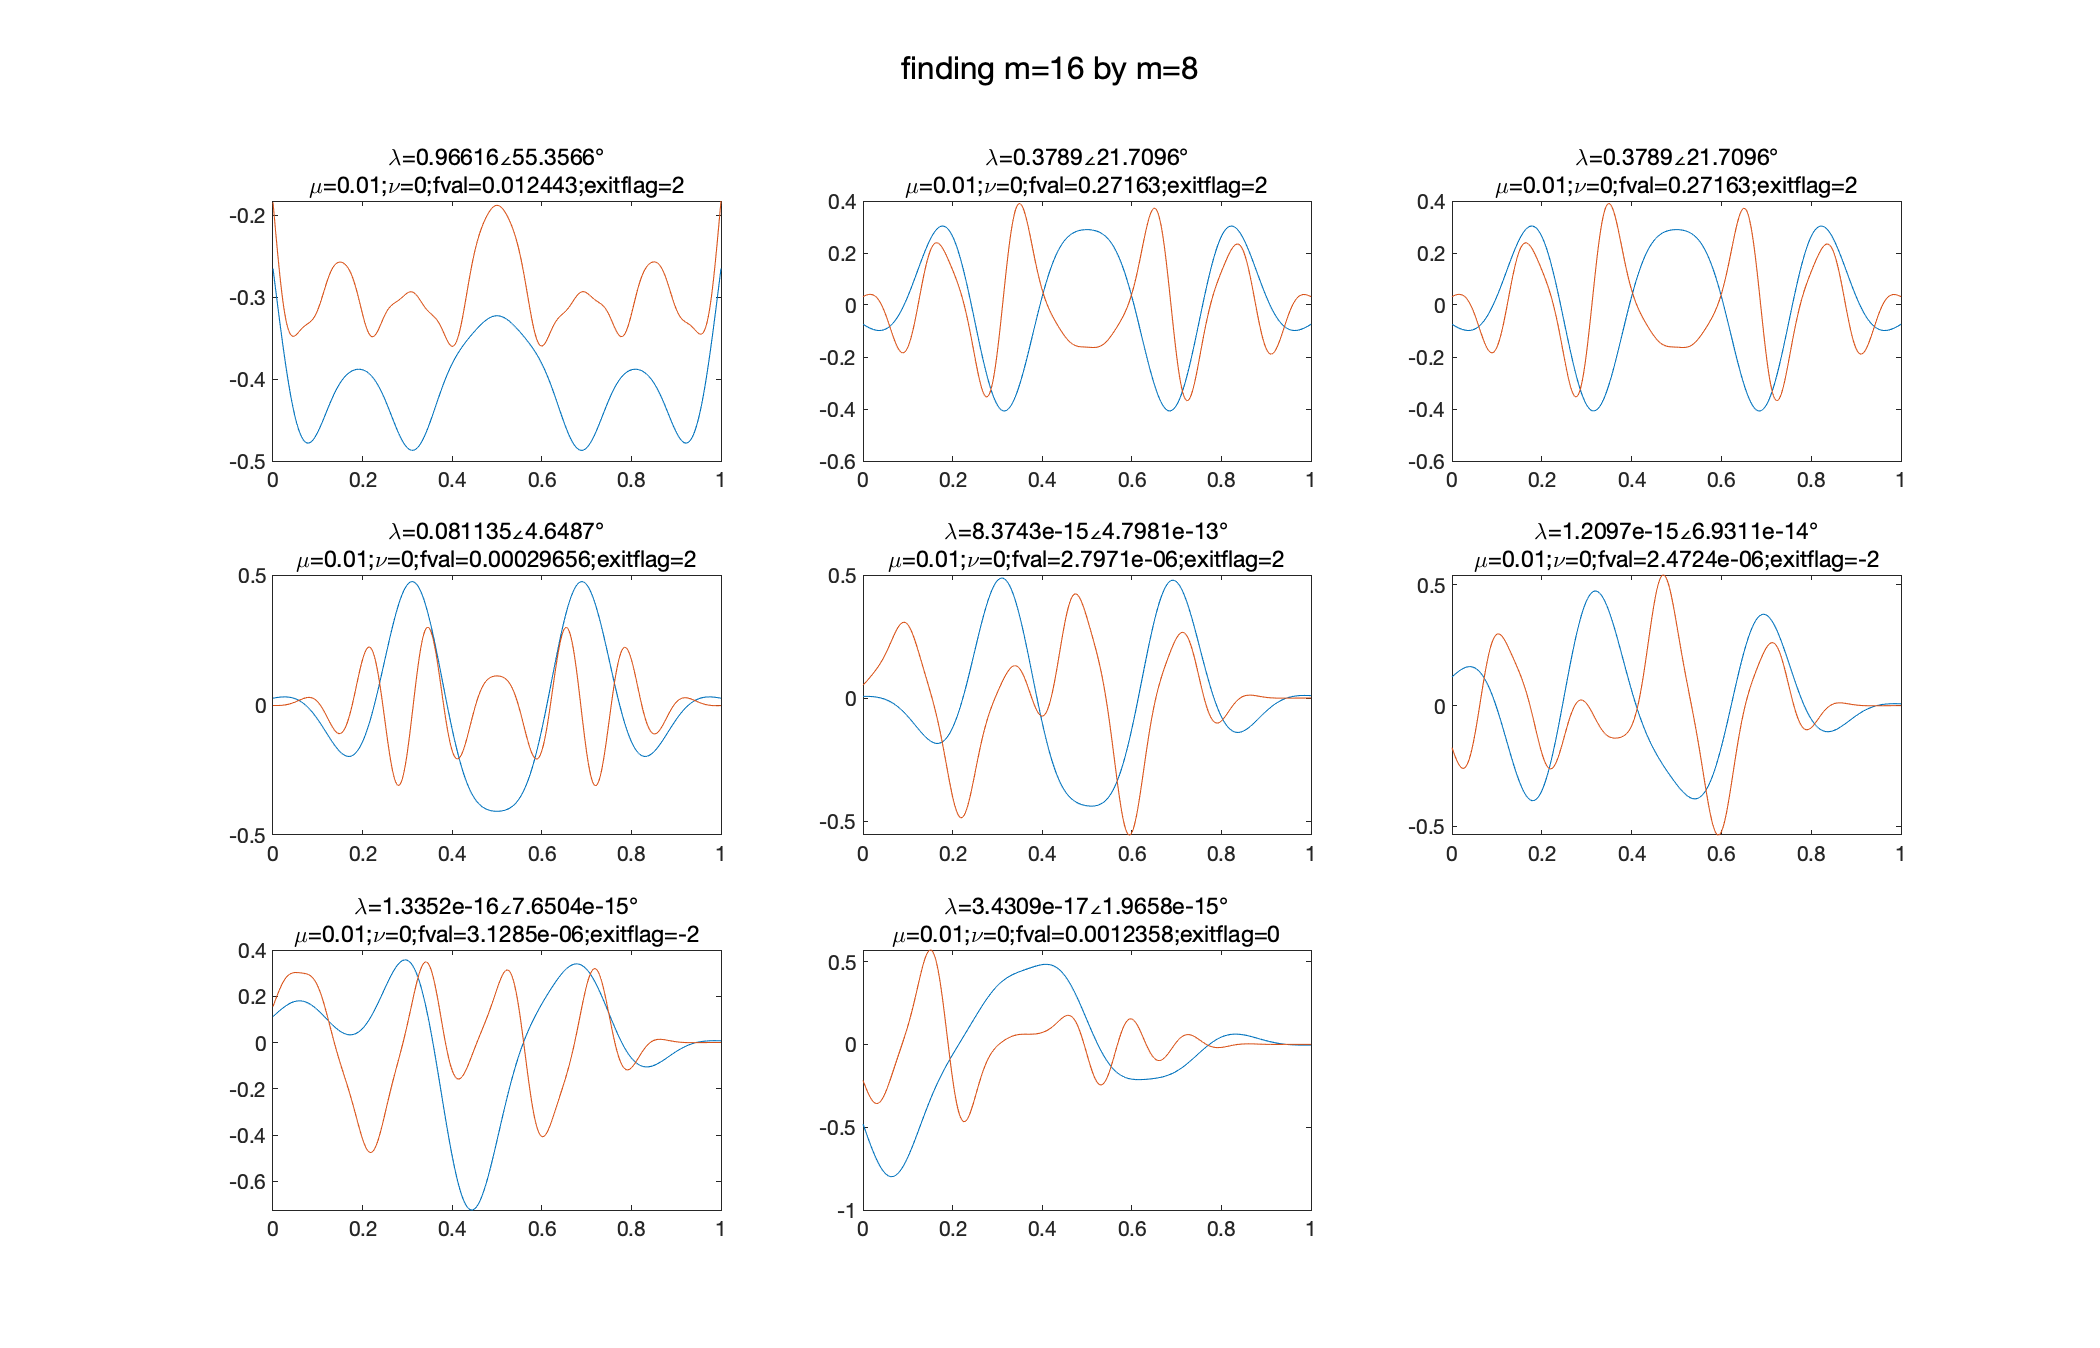 finding m=16 by m=8
λ=0.96616∠55.3566°
μ=0.01;ν=0;fval=0.012443;exitflag=2
-0.2
-0.3
-0.4
-0.5
0 0.2 0.4 0.6 0.8 1
λ=0.3789∠21.7096°
μ=0.01;ν=0;fval=0.27163;exitflag=2
0.4
0.2
0
-0.2
-0.4
-0.6
0 0.2 0.4 0.6 0.8 1
λ=0.3789∠21.7096°
μ=0.01;ν=0;fval=0.27163;exitflag=2
0.4
0.2
0
-0.2
-0.4
-0.6
0 0.2 0.4 0.6 0.8 1
λ=0.081135∠4.6487°
μ=0.01;ν=0;fval=0.00029656;exitflag=2
0.5
0
-0.5
0 0.2 0.4 0.6 0.8 1
λ=8.3743e-15∠4.7981e-13°
μ=0.01;ν=0;fval=2.7971e-06;exitflag=2
0.5
0
-0.5
0 0.2 0.4 0.6 0.8 1
λ=1.2097e-15∠6.9311e-14°
μ=0.01;ν=0;fval=2.4724e-06;exitflag=-2
0.5
0
-0.5
0 0.2 0.4 0.6 0.8 1
λ=1.3352e-16∠7.6504e-15°
μ=0.01;ν=0;fval=3.1285e-06;exitflag=-2
0.4
0.2
0
-0.2
-0.4
-0.6
0 0.2 0.4 0.6 0.8 1
λ=3.4309e-17∠1.9658e-15°
μ=0.01;ν=0;fval=0.0012358;exitflag=0
0.5
0
-0.5
-1
0 0.2 0.4 0.6 0.8 1